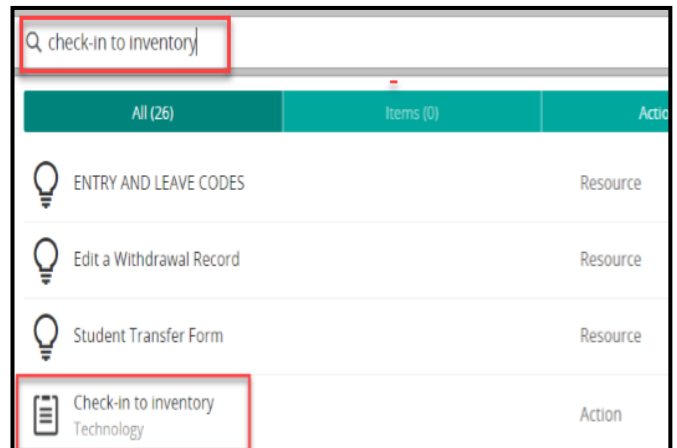 check-in to inventory
All (26) Items (0) Actio
ENTRY AND LEAVE CODES Resource
Edit a Withdrawal Record Resource
Student Transfer Form Resource
Check-in to inventory
Technology Action